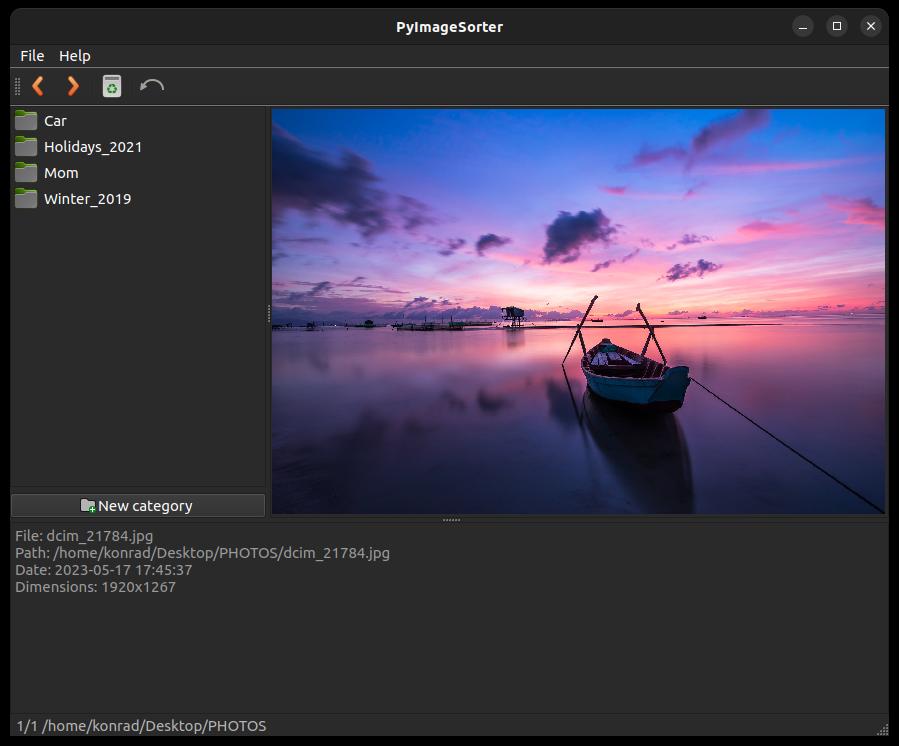 PyImageSorter
File Help
Car
Holidays_2021
Mom
Winter_2019
New category
File: dcim_21784.jpg
Path: /home/konrad/Desktop/PHOTOS/dcim_21784.jpg
Date: 2023-05-17 17:45:37
Dimensions: 1920x1267
1/1 /home/konrad/Desktop/PHOTOS